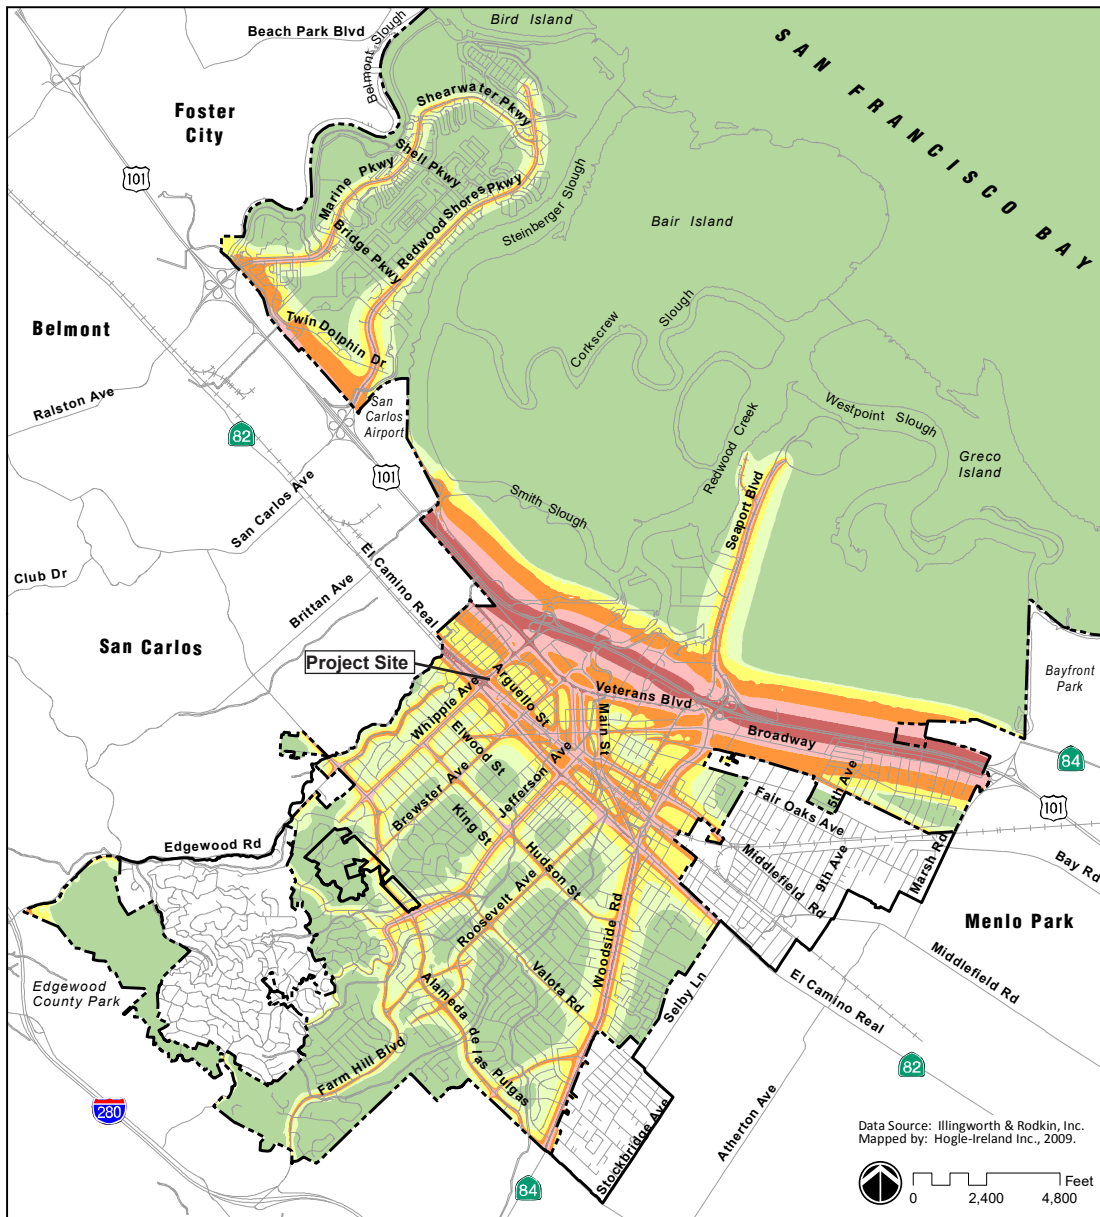 Bird Island
Beach Park Blvd
Belmont Slough
SAN FRANCISCO BAY
Foster
City
Shearwater Pkwy
Shell Pkwy
Marine Pkwy
Redwood Shores Pkwy
Bridge Pkwy
Steinberger Slough
Bair Island
101
Belmont
Twin Dolphin Dr
Corkscrew Slough
Ralston Ave
San
Carlos
Airport
82
Westpoint Slough
Redwood Creek
Greco
Island
101
San Carlos Ave
Smith Slough
Seaport Blvd
El Camino Real
Club Dr
Brittan Ave
San Carlos
Project Site
Bayfront
Park
Arguello St
Whipple Ave
Veterans Blvd
Main St
Broadway
84
Elwood St
Jefferson Ave
5th Ave
Fair Oaks Ave
101
Brewster Ave
King St
Edgewood Rd
Hudson St
Middlefield Rd
9th Ave
Marsh Rd
Bay Rd
Roosevelt Ave
Woodside Rd
Menlo Park
Valota Rd
Middlefield Rd
Edgewood
County Park
Alameda de las Pulgas
Selby Ln
El Camino Real
82
Farm Hill Blvd
280
Stockbridge Ave
Atherton Ave
84
Data Source: Illingworth & Rodkin, Inc.
Mapped by: Hogle-Ireland Inc., 2009.
Feet
0 2,400 4,800